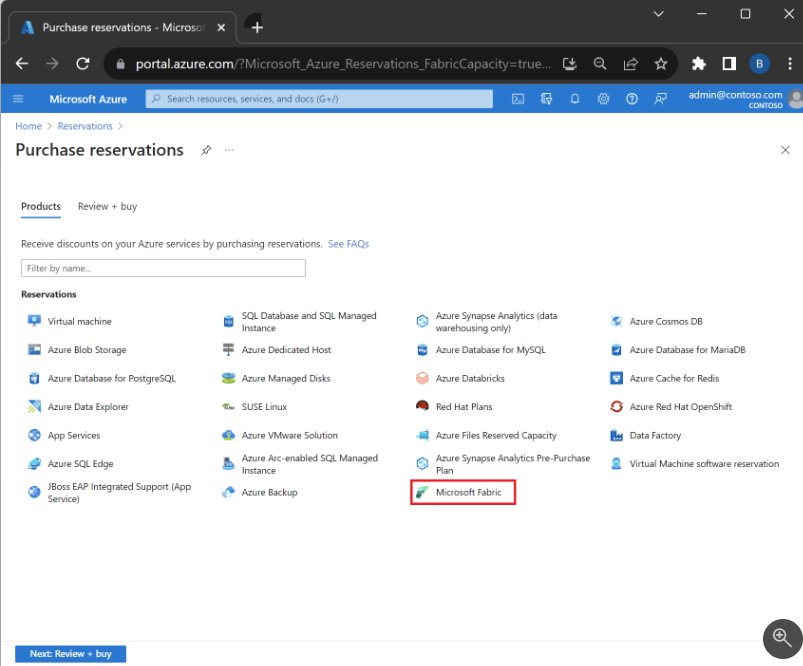 Purchase reservations - Microso
portal.azure.com/?Microsoft_Azure_Reservations_FabricCapacity=true...
B
Microsoft Azure
Search resources, services, and docs (G+/)
admin@contoso.com
CONTOSO
Home > Reservations >
Purchase reservations
...
Products Review + buy
Receive discounts on your Azure services by purchasing reservations. See FAQs
Filter by name...
Reservations
Virtual machine
SQL Database and SQL Managed
Instance
Azure Synapse Analytics (data
warehousing only)
Azure Cosmos DB
Azure Blob Storage
Azure Dedicated Host
Azure Database for MySQL
Azure Database for MariaDB
Azure Database for PostgreSQL
Azure Managed Disks
Azure Databricks
Azure Cache for Redis
Azure Data Explorer
SUSE Linux
Red Hat Plans
Azure Red Hat OpenShift
App Services
Azure VMware Solution
Azure Files Reserved Capacity
Data Factory
Azure SQL Edge
Azure Arc-enabled SQL Managed
Instance
Azure Synapse Analytics Pre-Purchase
Plan
Virtual Machine software reservation
JBoss EAP Integrated Support (App
Service)
Azure Backup
Microsoft Fabric
Next: Review + buy